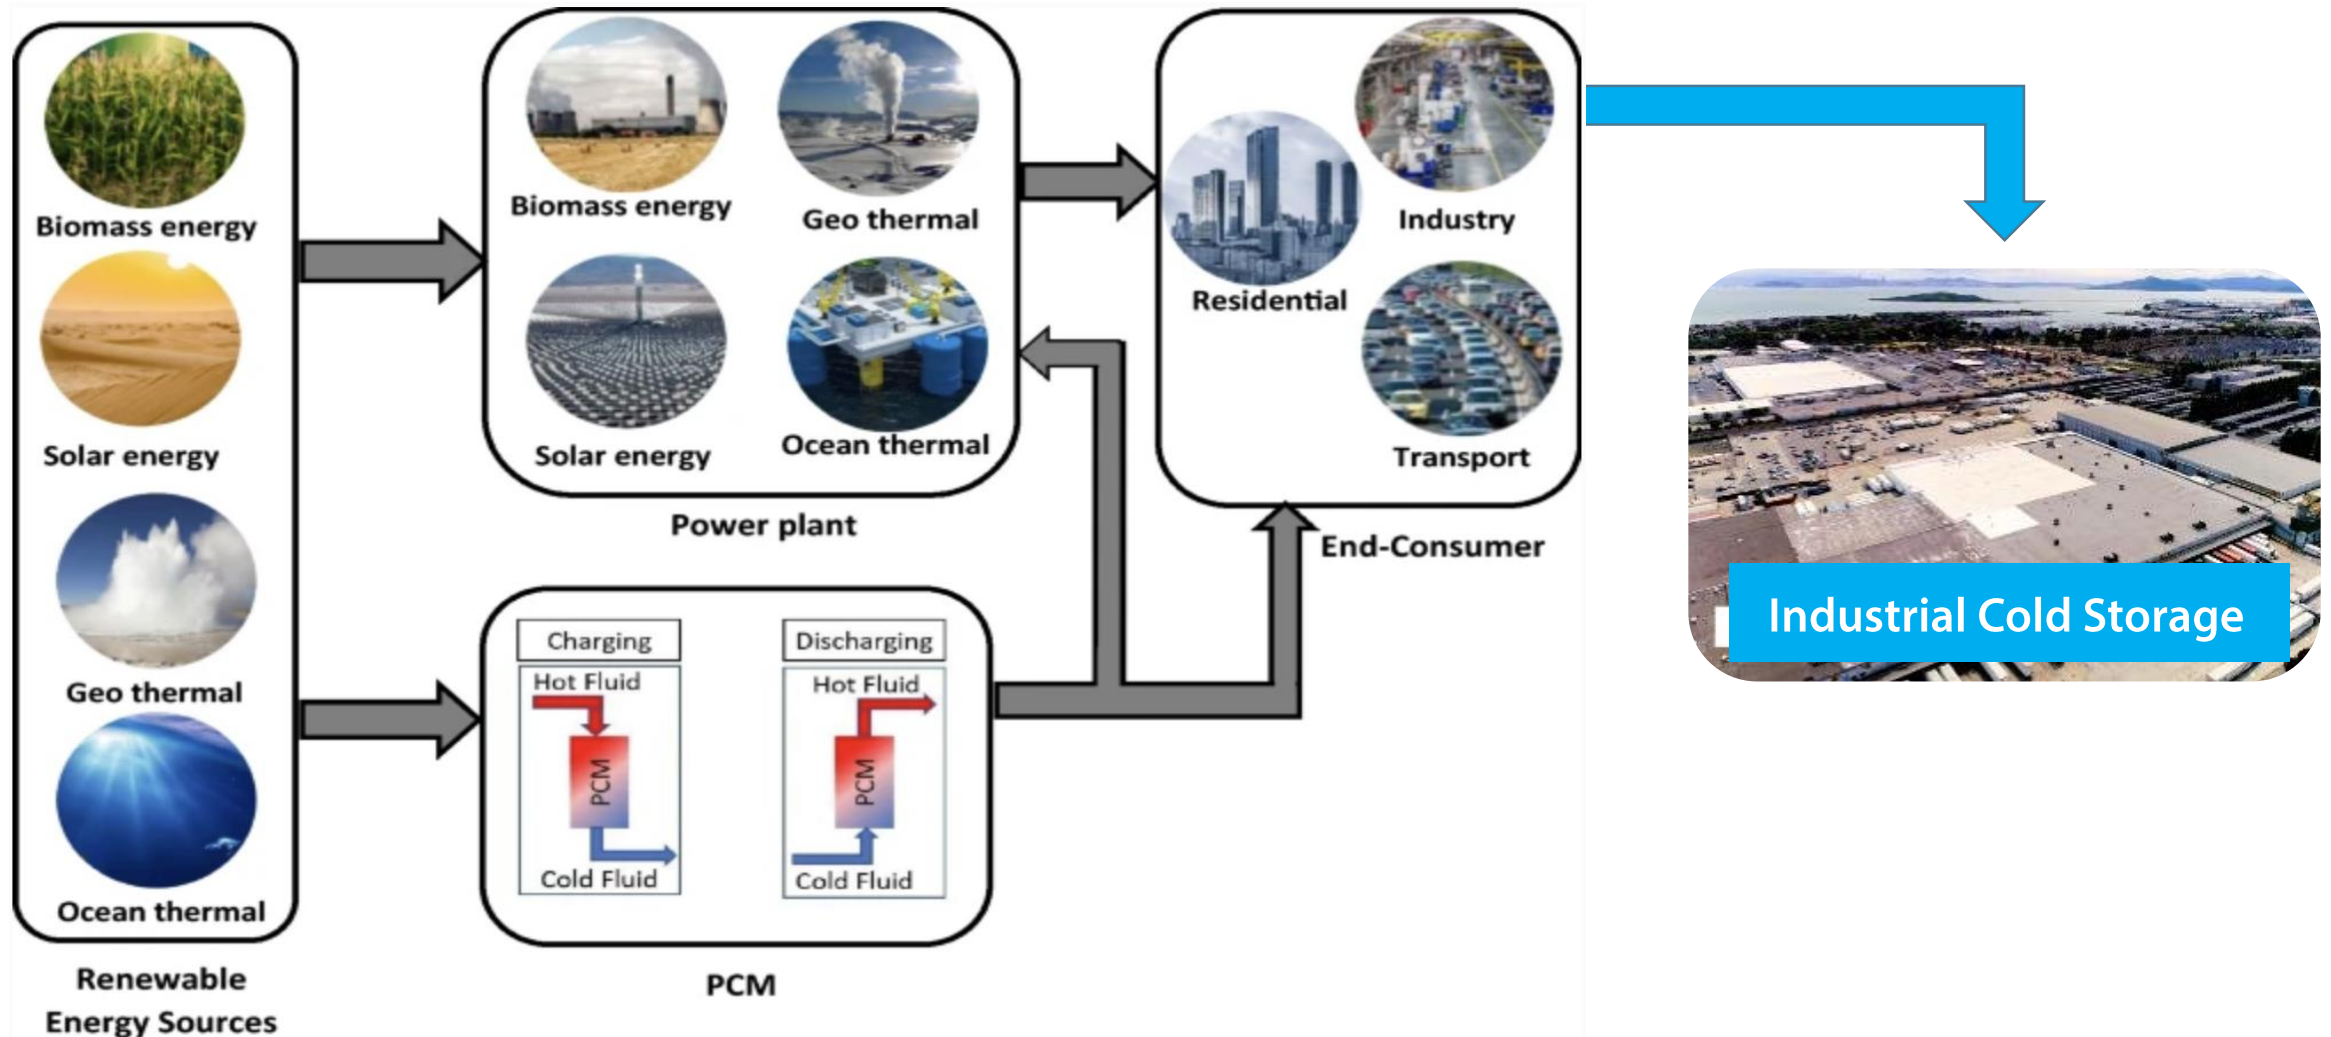 Biomass energy
Solar energy
Geo thermal
Ocean thermal
Renewable
Energy Sources
Biomass energy
Geo thermal
Solar energy
Ocean thermal
Power plant
Charging
Hot Fluid
PCM
Cold Fluid
Discharging
Hot Fluid
PCM
Cold Fluid
PCM
Residential
Industry
Transport
End-Consumer
Industrial Cold Storage